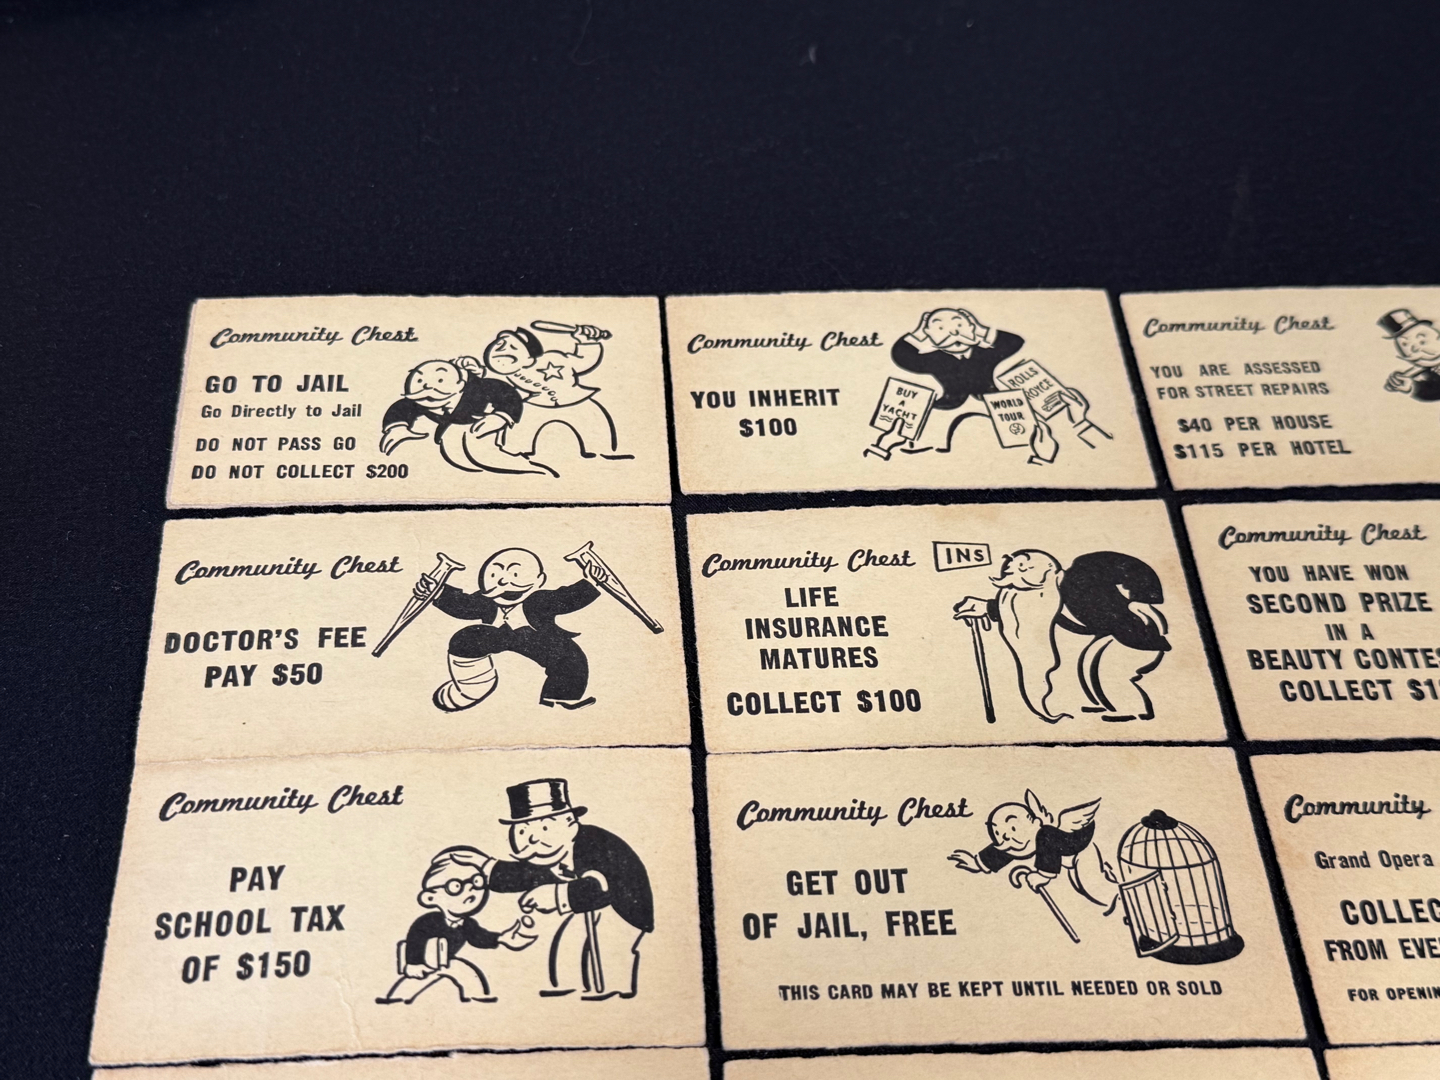 Community Chest
GO TO JAIL
Go Directly to Jail
DO NOT PASS GO
DO NOT COLLECT $200
Community Chest
YOU INHERIT
$100
BUY
A
YACHT
WORLD
TOUR
ROLLS
ROYCE
Community Chest
YOU ARE ASSESSED
FOR STREET REPAIRS
$40 PER HOUSE
$115 PER HOTEL
Community Chest
DOCTOR'S FEE
PAY $50
Community Chest
INS
LIFE
INSURANCE
MATURES
COLLECT $100
Community Chest
YOU HAVE WON
SECOND PRIZE
IN A
BEAUTY
COLLECT
Community Chest
PAY
SCHOOL TAX
OF $150
Community Chest
GET OUT
OF JAIL, FREE
THIS CARD MAY BE KEPT UNTIL NEEDED OR SOLD
Community
Grand Opera
FROM
FOR